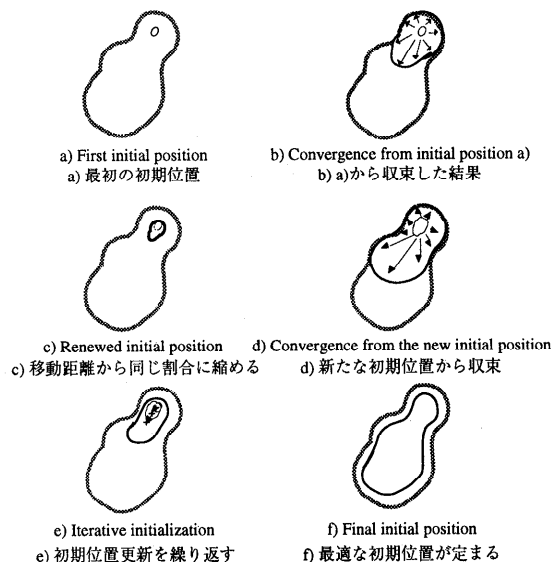 a) First initial position
a) 最初の初期位置
b) Convergence from initial position a)
b) a)から収束した結果
c) Renewed initial position
c) 移動距離から同じ割合に縮める
d) Convergence from the new initial position
d) 新たな初期位置から収束
e) Iterative initialization
e) 初期位置更新を繰り返す
f) Final initial position
f) 最適な初期位置が定まる